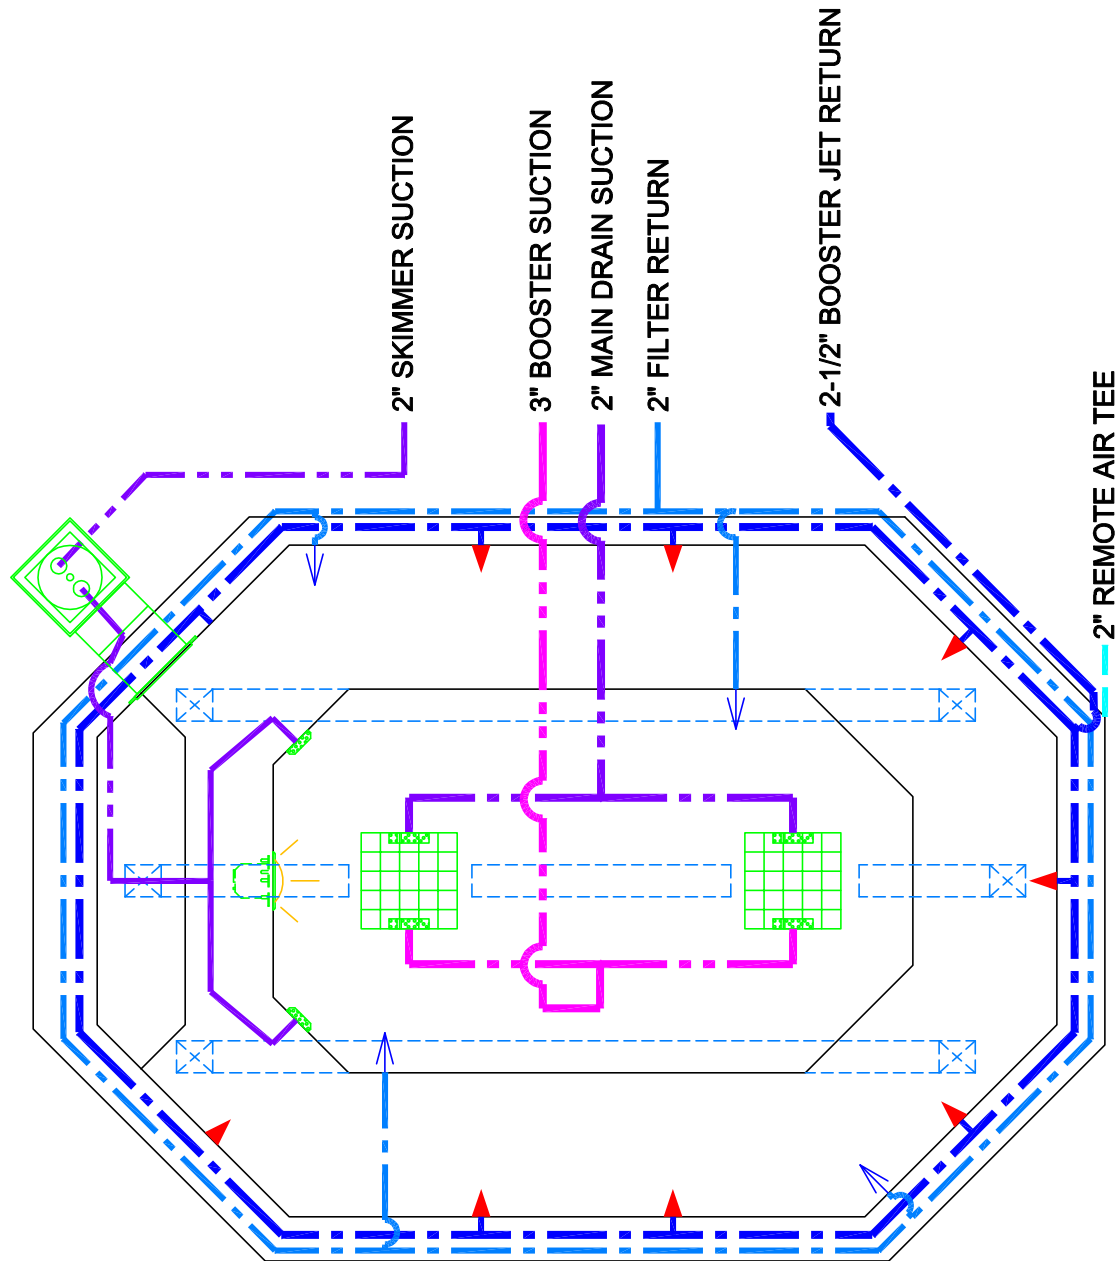 2" SKIMMER SUCTION
3" BOOSTER SUCTION
2" MAIN DRAIN SUCTION
2" FILTER RETURN
2-1/2" BOOSTER JET RETURN
2" REMOTE AIR TEE